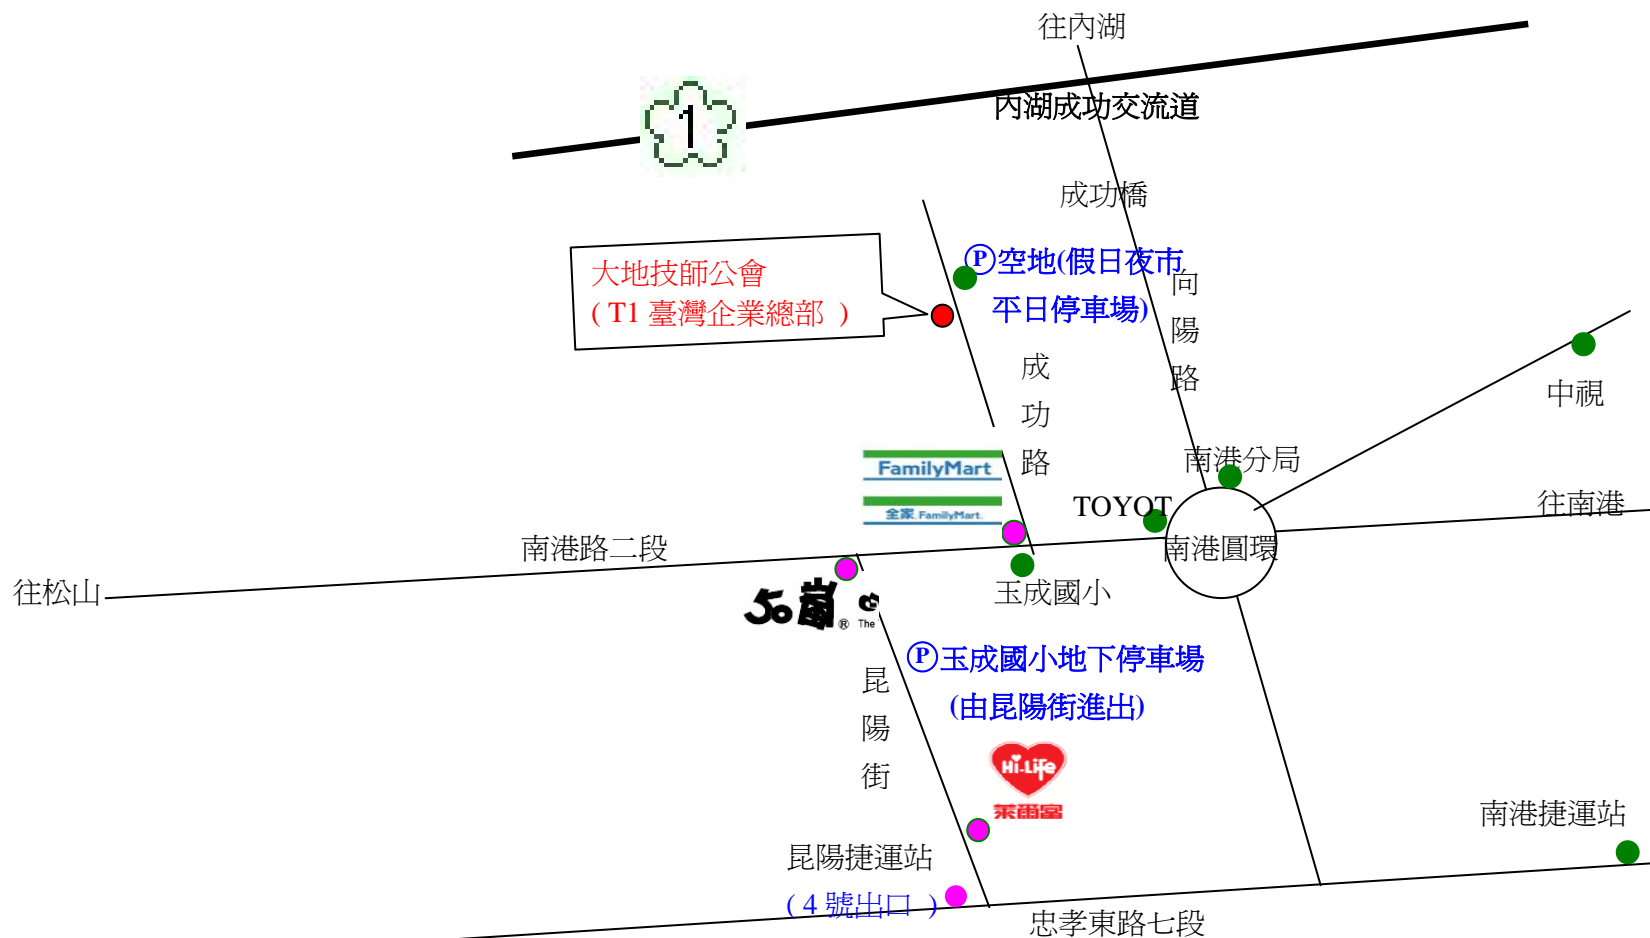 往內湖
1
內湖成功交流道
成功橋
大地技師公會
( T1 臺灣企業總部 )
Ⓟ空地(假日夜市
平日停車場)
向陽路
成功路
中視
FamilyMart
全家 FamilyMart.
南港分局
TOYOT
往南港
南港圓環
南港路二段
往松山
玉成國小
50嵐®
The
Ⓟ玉成國小地下停車場
(由昆陽街進出)
昆陽街
Hi-Life
萊爾富
南港捷運站
昆陽捷運站
( 4 號出口 )
忠孝東路七段